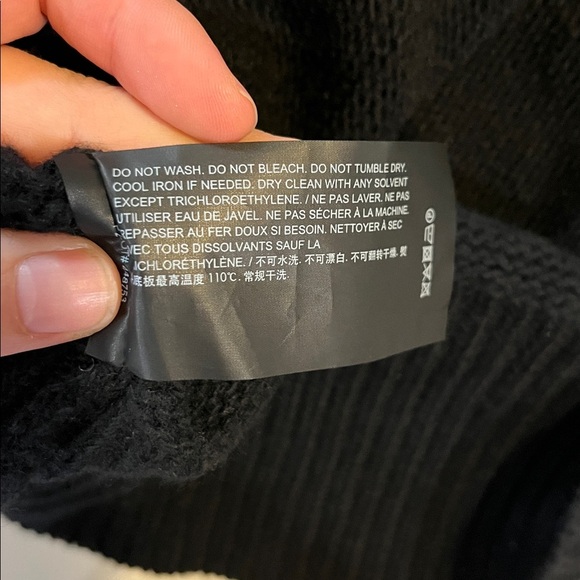 DO NOT WASH. DO NOT BLEACH. DO NOT TUMBLE DRY.
COOL IRON IF NEEDED. DRY CLEAN WITH ANY SOLVENT
EXCEPT TRICHLOROETHYLENE. / NE PAS LAVER. NE PAS
UTILISER EAU DE JAVEL. NE PAS SÉCHER À LA MACHINE.
REPASSER AU FER DOUX SI BESOIN. NETTOYER À SEC
AVEC TOUS DISSOLVANTS SAUF LA
TRICHLORÉTHYLÈNE. / 不可水洗. 不可漂白. 不可翻转干燥. 熨
底板最高温度 110℃. 常规干洗.